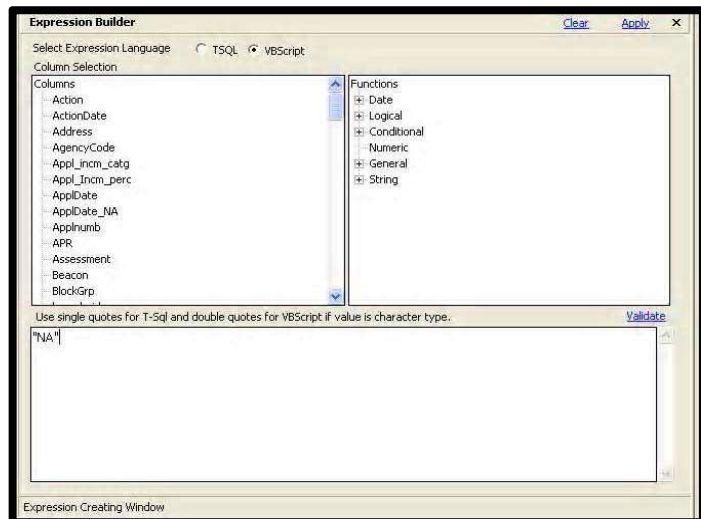 Expression Builder Clear Apply X
Select Expression Language TSQL VBScript
Column Selection
Columns
Action
ActionDate
Address
AgencyCode
Appl_incm_catg
Appl_Incm_perc
ApplDate
ApplDate_NA
Applnumb
APR
Assessment
Beacon
BlockGrp
Functions
Date
Logical
Conditional
Numeric
General
String
Use single quotes for T-Sql and double quotes for VBScript if value is character type. Validate
"NA"
Expression Creating Window